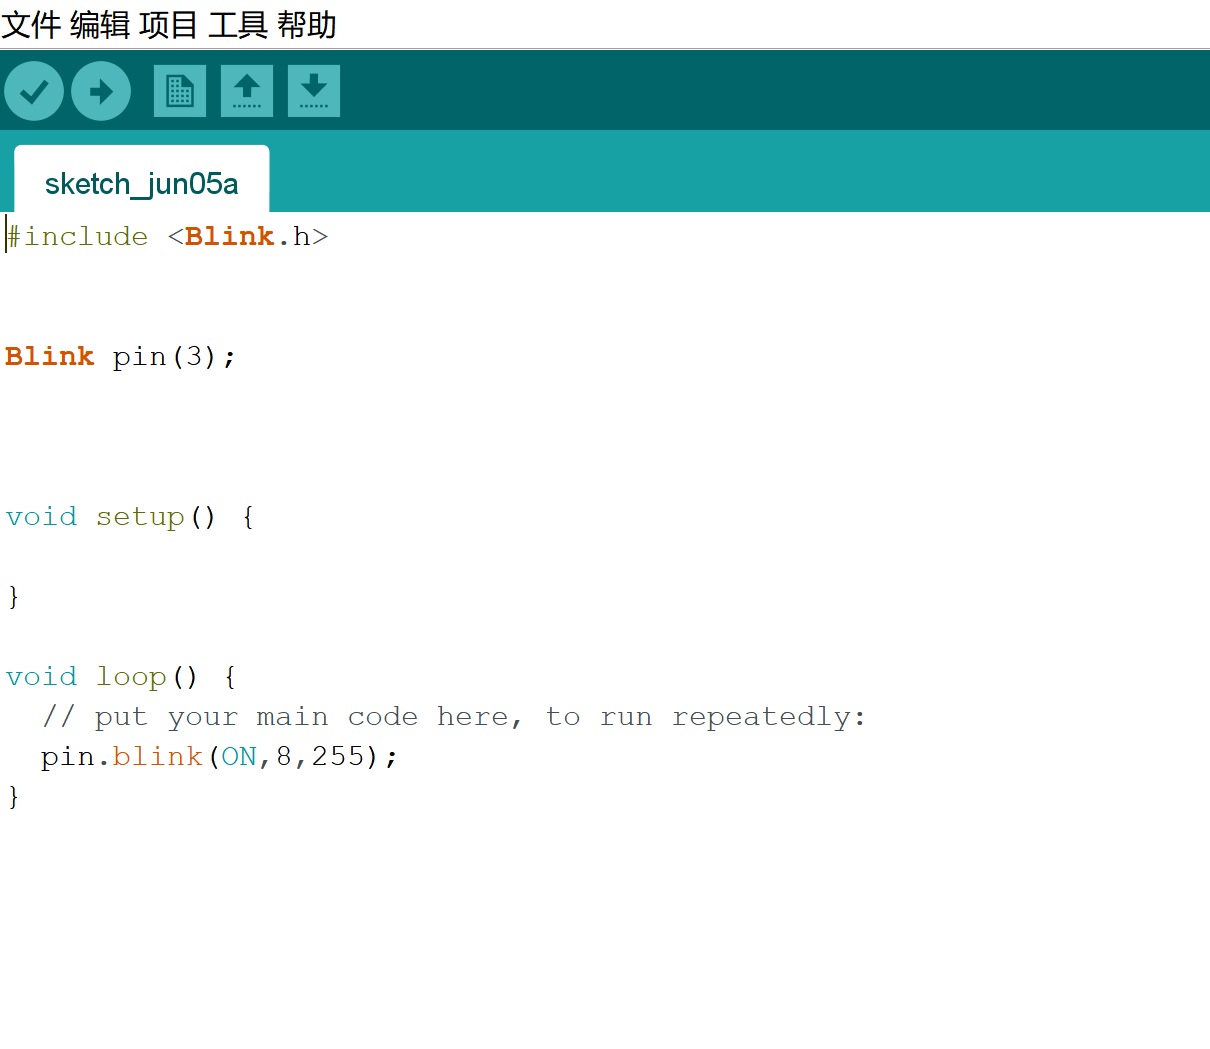 文件 编辑 项目 工具 帮助
sketch_jun05a
#include <Blink.h>
Blink pin(3);
void setup() {
}
void loop() {
// put your main code here, to run repeatedly:
pin.blink(ON,8,255);
}